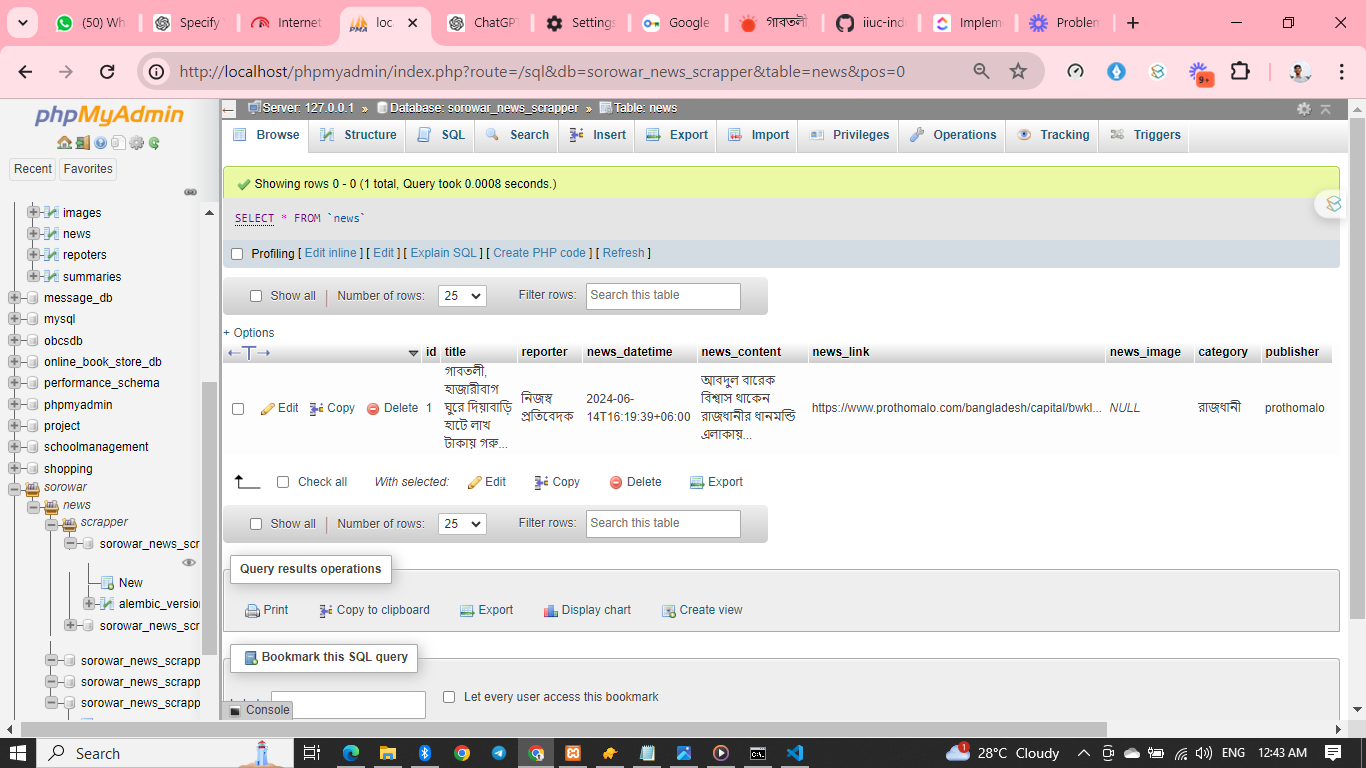 (50) Wh
Specify
Internet
loc
ChatGP
Settings
Google
গাবতলী
iiuc-ind
Implem
Problem
http://localhost/phpmyadmin/index.php?route=/sql&db=sorowar_news_scrapper&table=news&pos=0
9+
phpMyAdmin
Recent
Favorites
images
news
repoters
summaries
message_db
mysql
obcsdb
online_book_store_db
performance_schema
phpmyadmin
project
schoolmanagement
shopping
sorowar
news
scrapper
sorowar_news_scr
New
alembic_version
sorowar_news_scr
sorowar_news_scrapp
sorowar_news_scrapp
sorowar_news_scrapp
Server: 127.0.0.1 » Database: sorowar_news_scrapper » Table: news
Browse Structure SQL Search Insert Export Import Privileges Operations Tracking Triggers
Showing rows 0 - 0 (1 total, Query took 0.0008 seconds.)
SELECT * FROM `news`
Profiling [ Edit inline ] [ Edit ] [ Explain SQL ] [ Create PHP code ] [ Refresh ]
Show all Number of rows: 25 Filter rows: Search this table
+ Options
id title reporter news_datetime news_content news_link news_image category publisher
Edit Copy Delete 1
গাবতলী,
হাজারীবাগ
ঘুরে দিয়াবাড়ি
হাটে লাখ
টাকায় গরু...
নিজস্ব
প্রতিবেদক
2024-06-
14T16:19:39+06:00
আবদুল বারেক
বিশ্বাস থাকেন
রাজধানীর ধানমন্ডি
এলাকায়...
https://www.prothomalo.com/bangladesh/capital/bwkl...
NULL
রাজধানী
prothomalo
Check all With selected: Edit Copy Delete Export
Show all Number of rows: 25 Filter rows: Search this table
Query results operations
Print Copy to clipboard Export Display chart Create view
Bookmark this SQL query
Let every user access this bookmark
Console
Search
1
28°C Cloudy
ENG
12:43 AM